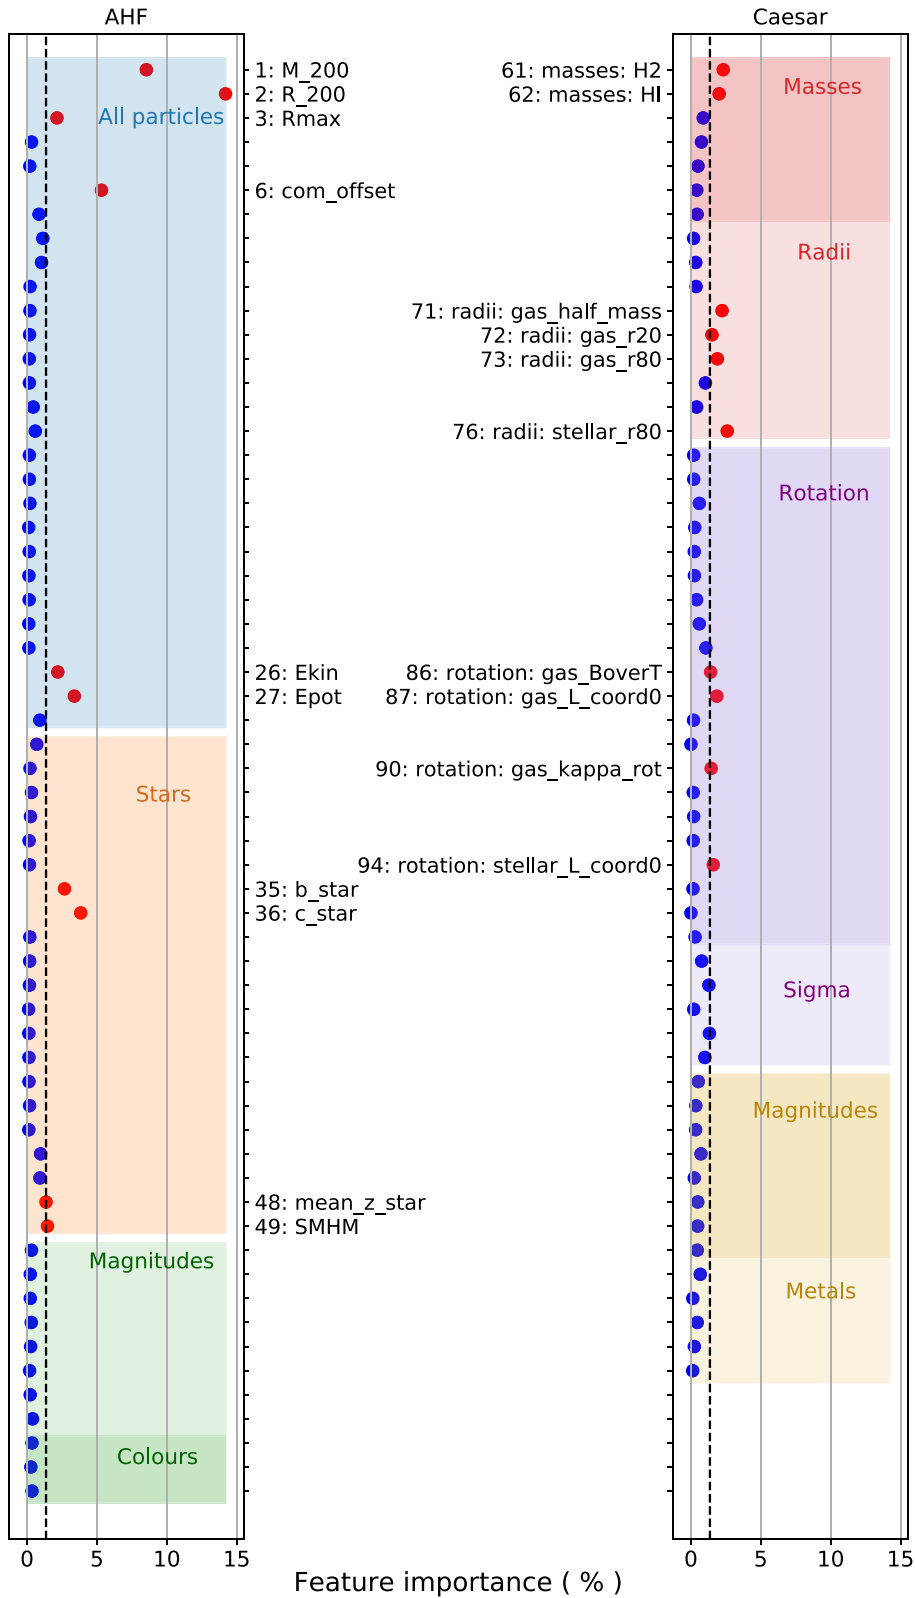 AHF
Caesar
1: M_200
2: R_200
3: Rmax
All particles
6: com_offset
26: Ekin
27: Epot
Stars
35: b_star
36: c_star
48: mean_z_star
49: SMHM
Magnitudes
Colours
61: masses: H2
62: masses: HI
Masses
Radii
71: radii: gas_half_mass
72: radii: gas_r20
73: radii: gas_r80
76: radii: stellar_r80
Rotation
86: rotation: gas_BoverT
87: rotation: gas_L_coord0
90: rotation: gas_kappa_rot
94: rotation: stellar_L_coord0
Sigma
Magnitudes
Metals
0 5 10 15
0 5 10 15
Feature importance ( % )